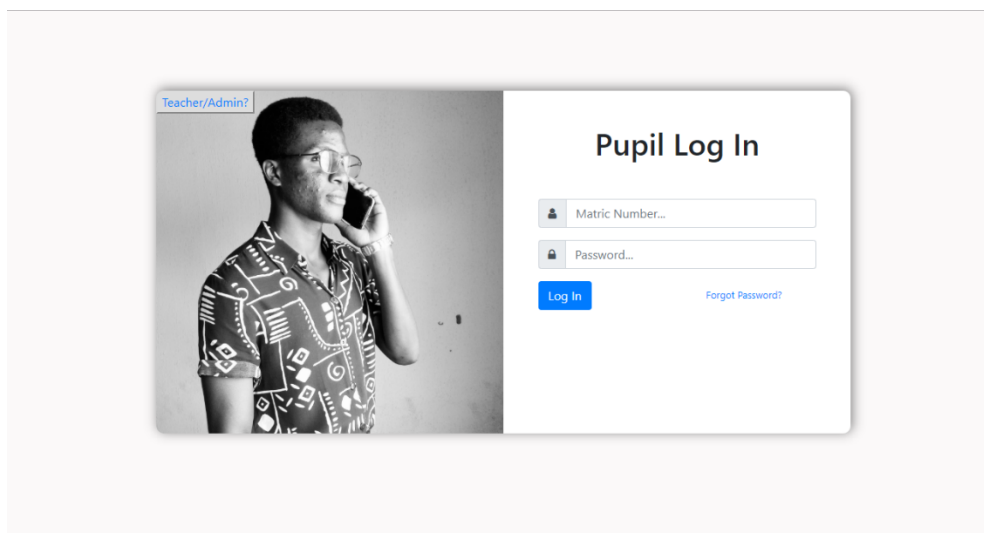 Teacher/Admin?
Pupil Log In
Matric Number...
Password...
Log In
Forgot Password?